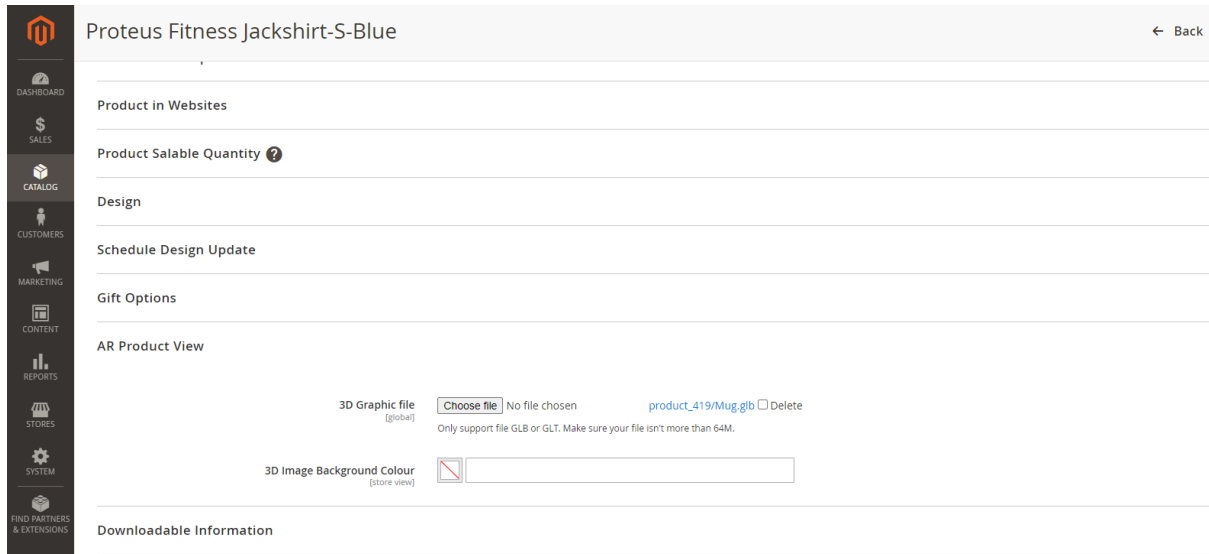 Proteus Fitness Jackshirt-S-Blue
← Back
DASHBOARD
SALES
CATALOG
CUSTOMERS
MARKETING
CONTENT
REPORTS
STORES
SYSTEM
FIND PARTNERS
& EXTENSIONS
Product in Websites
Product Salable Quantity ?
Design
Schedule Design Update
Gift Options
AR Product View
3D Graphic file
[global]
Choose file No file chosen product_419/Mug.glb Delete
Only support file GLB or GLT. Make sure your file isn't more than 64M.
3D Image Background Colour
[store view]
Downloadable Information